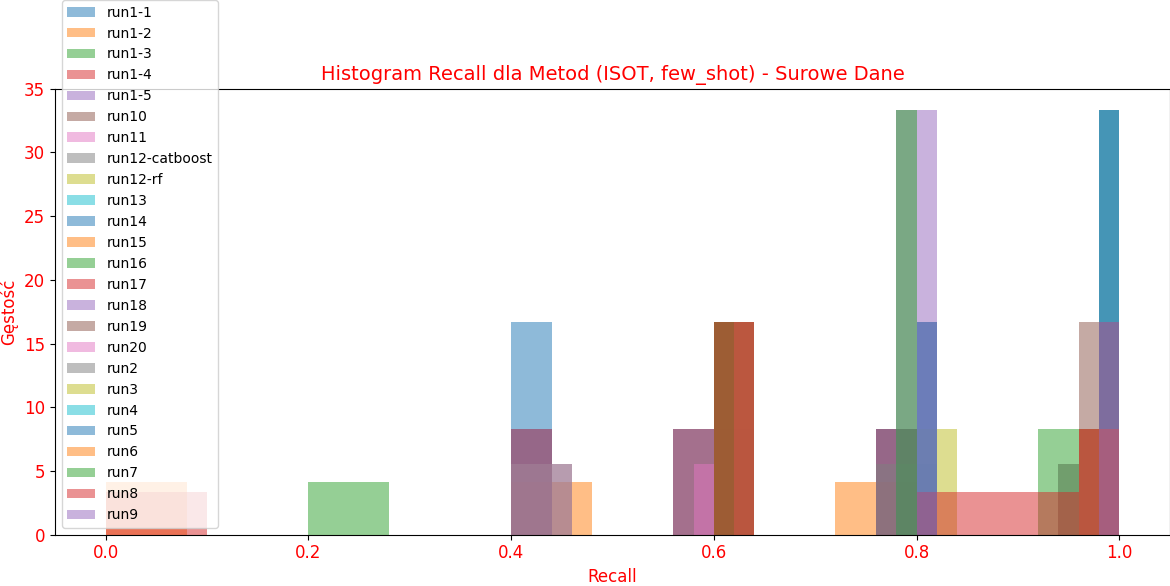 run1-1
run1-2
run1-3
run1-4
run1-5
run10
run11
run12-catboost
run12-rf
run13
run14
run15
run16
run17
run18
run19
run20
run2
run3
run4
run5
run6
run7
run8
run9
Histogram Recall dla Metod (ISOT, few_shot) - Surowe Dane
35
30
25
20
15
10
5
0
Gęstość
0.0 0.2 0.4 0.6 0.8 1.0
Recall